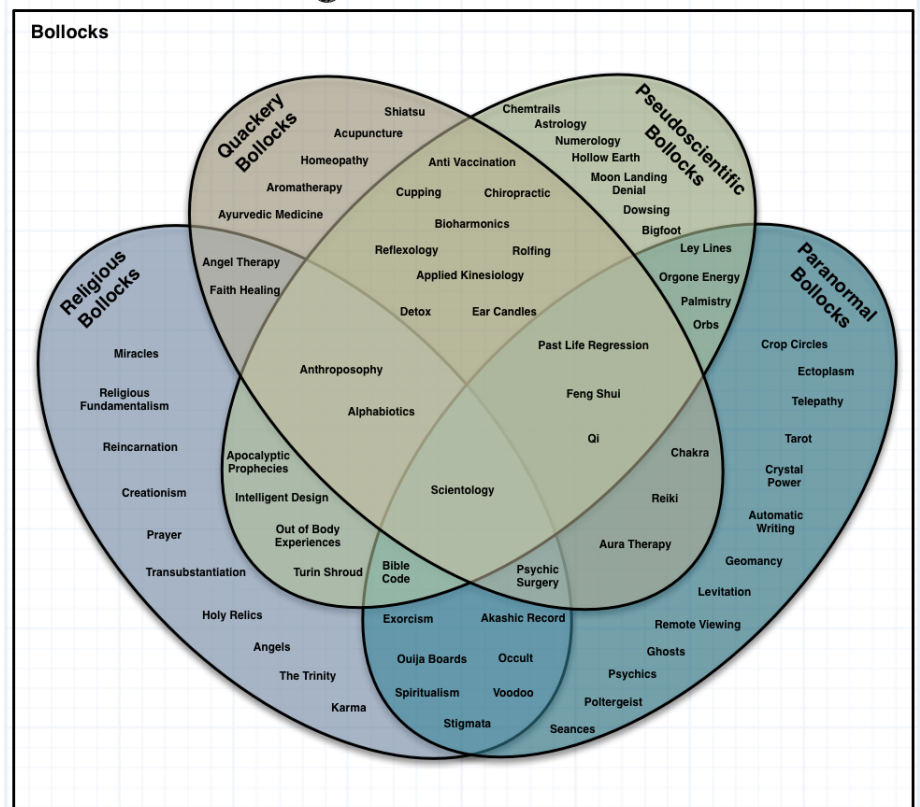 Bollocks
Quackery
Bollocks
Pseudoscientific
Bollocks
Religious
Bollocks
Paranormal
Bollocks
Shiatsu
Acupuncture
Homeopathy
Aromatherapy
Ayurvedic Medicine
Chemtrails
Astrology
Numerology
Hollow Earth
Moon Landing
Denial
Dowsing
Bigfoot
Anti Vaccination
Cupping
Chiropractic
Bioharmonics
Reflexology
Rolfing
Applied Kinesiology
Detox
Ear Candles
Angel Therapy
Faith Healing
Ley Lines
Orgone Energy
Palmistry
Orbs
Miracles
Religious
Fundamentalism
Reincarnation
Creationism
Prayer
Transubstantiation
Holy Relics
Angels
The Trinity
Karma
Anthroposophy
Alphabiotics
Past Life Regression
Feng Shui
Qi
Crop Circles
Ectoplasm
Telepathy
Tarot
Crystal
Power
Automatic
Writing
Geomancy
Levitation
Remote Viewing
Ghosts
Psychics
Poltergeist
Seances
Chakra
Reiki
Aura Therapy
Apocalyptic
Prophecies
Intelligent Design
Out of Body
Experiences
Turin Shroud
Scientology
Bible
Code
Psychic
Surgery
Exorcism
Akashic Record
Ouija Boards
Occult
Spiritualism
Voodoo
Stigmata